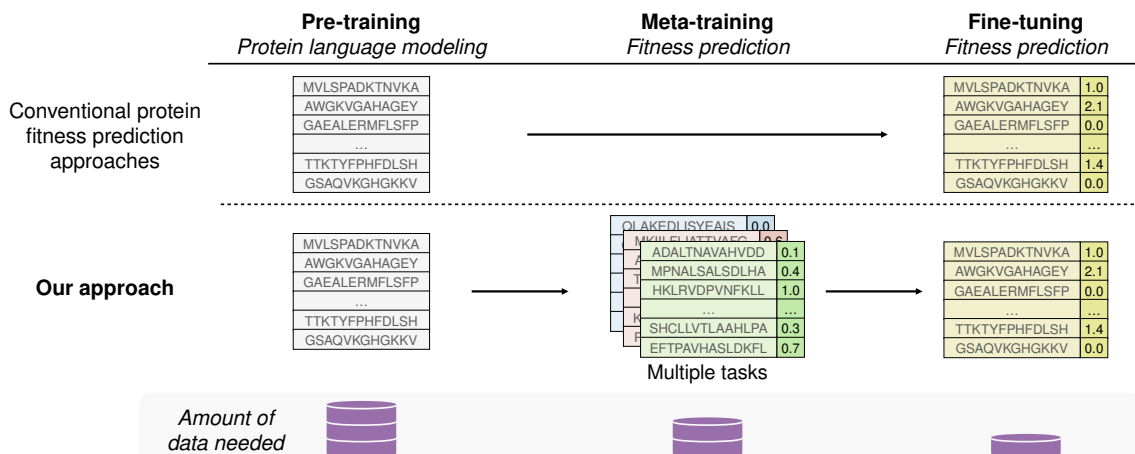 Pre-training
Meta-training
Fine-tuning
Protein language modeling
Fitness prediction
Fitness prediction
Conventional protein
fitness prediction
approaches
MVLSPADKTNVKA
AWGKVGAHAGEY
GAEALERMFLSFP
...
TTKTYFPHFDLSH
GSAQVKGHGKKV
MVLSPADKTNVKA 1.0
AWGKVGAHAGEY 2.1
GAEALERMFLSFP 0.0
... ...
TTKTYFPHFDLSH 1.4
GSAQVKGHGKKV 0.0
Our approach
MVLSPADKTNVKA
AWGKVGAHAGEY
GAEALERMFLSFP
...
TTKTYFPHFDLSH
GSAQVKGHGKKV
QLAKEDLISYEAIS 0.0
ADALTNAVAHVDD 0.1
MPNALSALSDLHA 0.4
HKLRVDPVNFKLL 1.0
... ...
SHCLLVTLAAHLPA 0.3
EFTPAVHASLDKFL 0.7
Multiple tasks
MVLSPADKTNVKA 1.0
AWGKVGAHAGEY 2.1
GAEALERMFLSFP 0.0
... ...
TTKTYFPHFDLSH 1.4
GSAQVKGHGKKV 0.0
Amount of
data needed